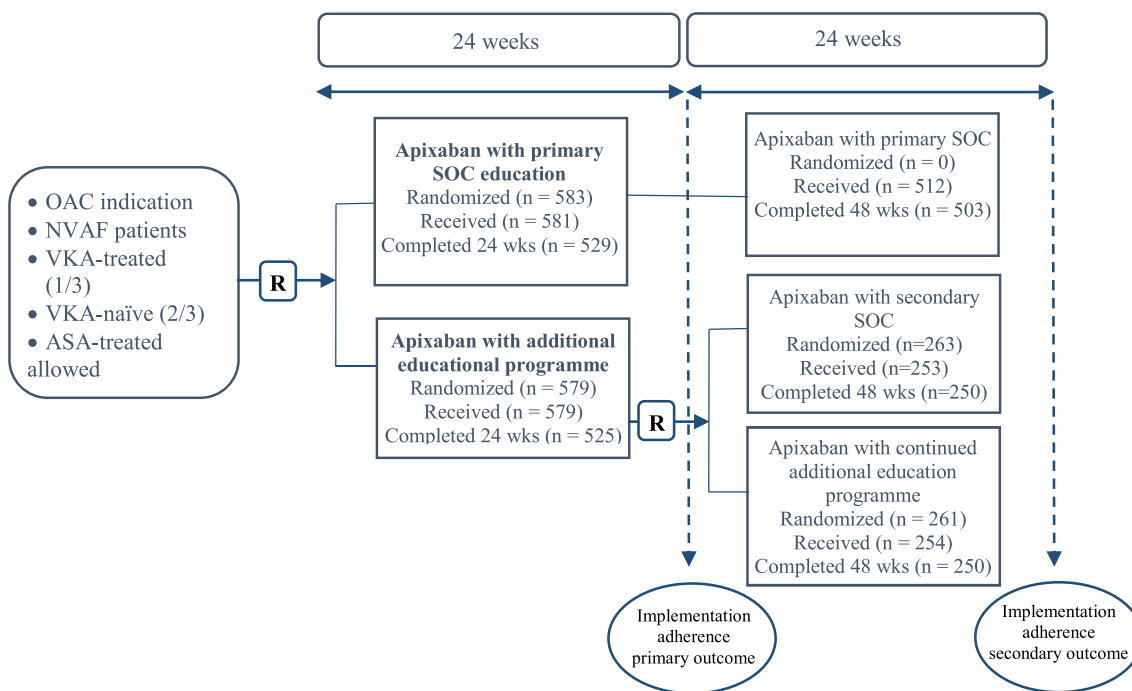 24 weeks
24 weeks
• OAC indication
• NVAF patients
• VKA-treated
(1/3)
• VKA-naïve (2/3)
• ASA-treated
allowed
R
Apixaban with primary
SOC education
Randomized (n = 583)
Received (n = 581)
Completed 24 wks (n = 529)
Apixaban with additional
educational programme
Randomized (n = 579)
Received (n = 579)
Completed 24 wks (n = 525)
R
Apixaban with primary SOC
Randomized (n = 0)
Received (n = 512)
Completed 48 wks (n = 503)
Apixaban with secondary
SOC
Randomized (n=263)
Received (n=253)
Completed 48 wks (n=250)
Apixaban with continued
additional education
programme
Randomized (n = 261)
Received (n = 254)
Completed 48 wks (n = 250)
Implementation
adherence
primary outcome
Implementation
adherence
secondary outcome